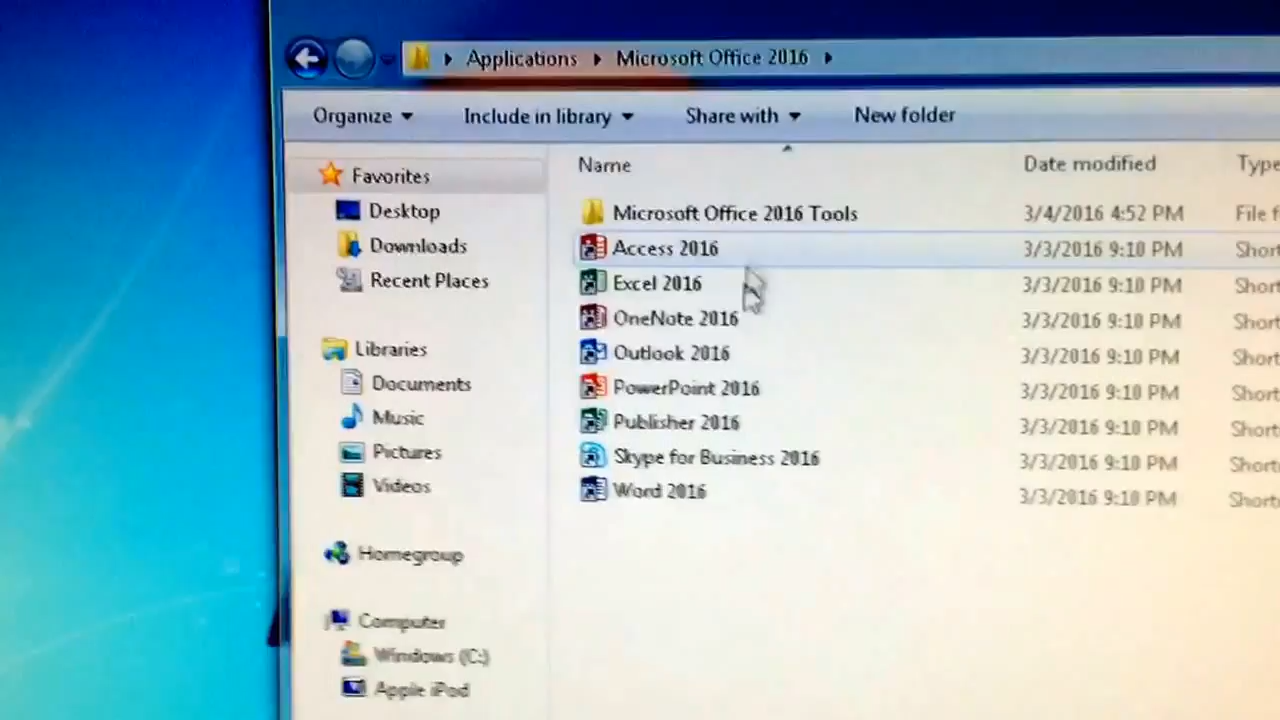 Applications Microsoft Office 2016
Organize Include in library Share with New folder
Name Date modified Type
Favorites
Desktop
Downloads
Recent Places
Libraries
Documents
Music
Pictures
Videos
Homegroup
Computer
Windows (C:)
Apple iPod
Microsoft Office 2016 Tools 3/4/2016 4:52 PM File f
Access 2016 3/3/2016 9:10 PM Short
Excel 2016 3/3/2016 9:10 PM Short
OneNote 2016 3/3/2016 9:10 PM Short
Outlook 2016 3/3/2016 9:10 PM Short
PowerPoint 2016 3/3/2016 9:10 PM Short
Publisher 2016 3/3/2016 9:10 PM Short
Skype for Business 2016 3/3/2016 9:10 PM Short
Word 2016 3/3/2016 9:10 PM Short